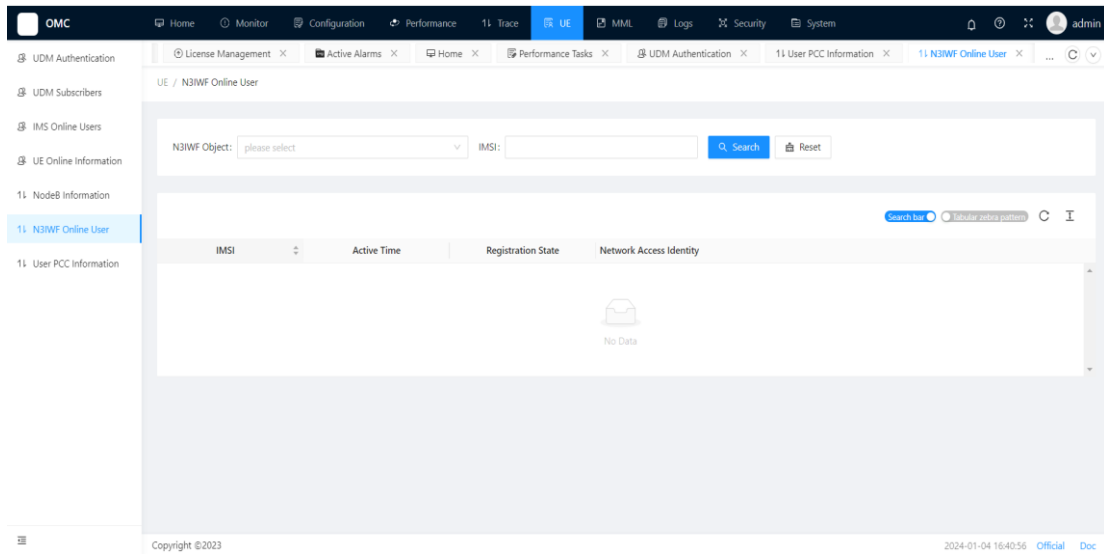 OMC Home Monitor Configuration Performance Trace UE MML Logs Security System admin
License Management Active Alarms Home Performance Tasks UDM Authentication User PCC Information N3IWF Online User ...
UDM Authentication
UDM Subscribers
IMS Online Users
UE Online Information
NodeB Information
N3IWF Online User
User PCC Information
UE / N3IWF Online User
N3IWF Object: please select IMSI: Search Reset
Search bar Tabular zebra pattern
IMSI Active Time Registration State Network Access Identity
No Data
Copyright ©2023 2024-01-04 16:40:56 Official Doc